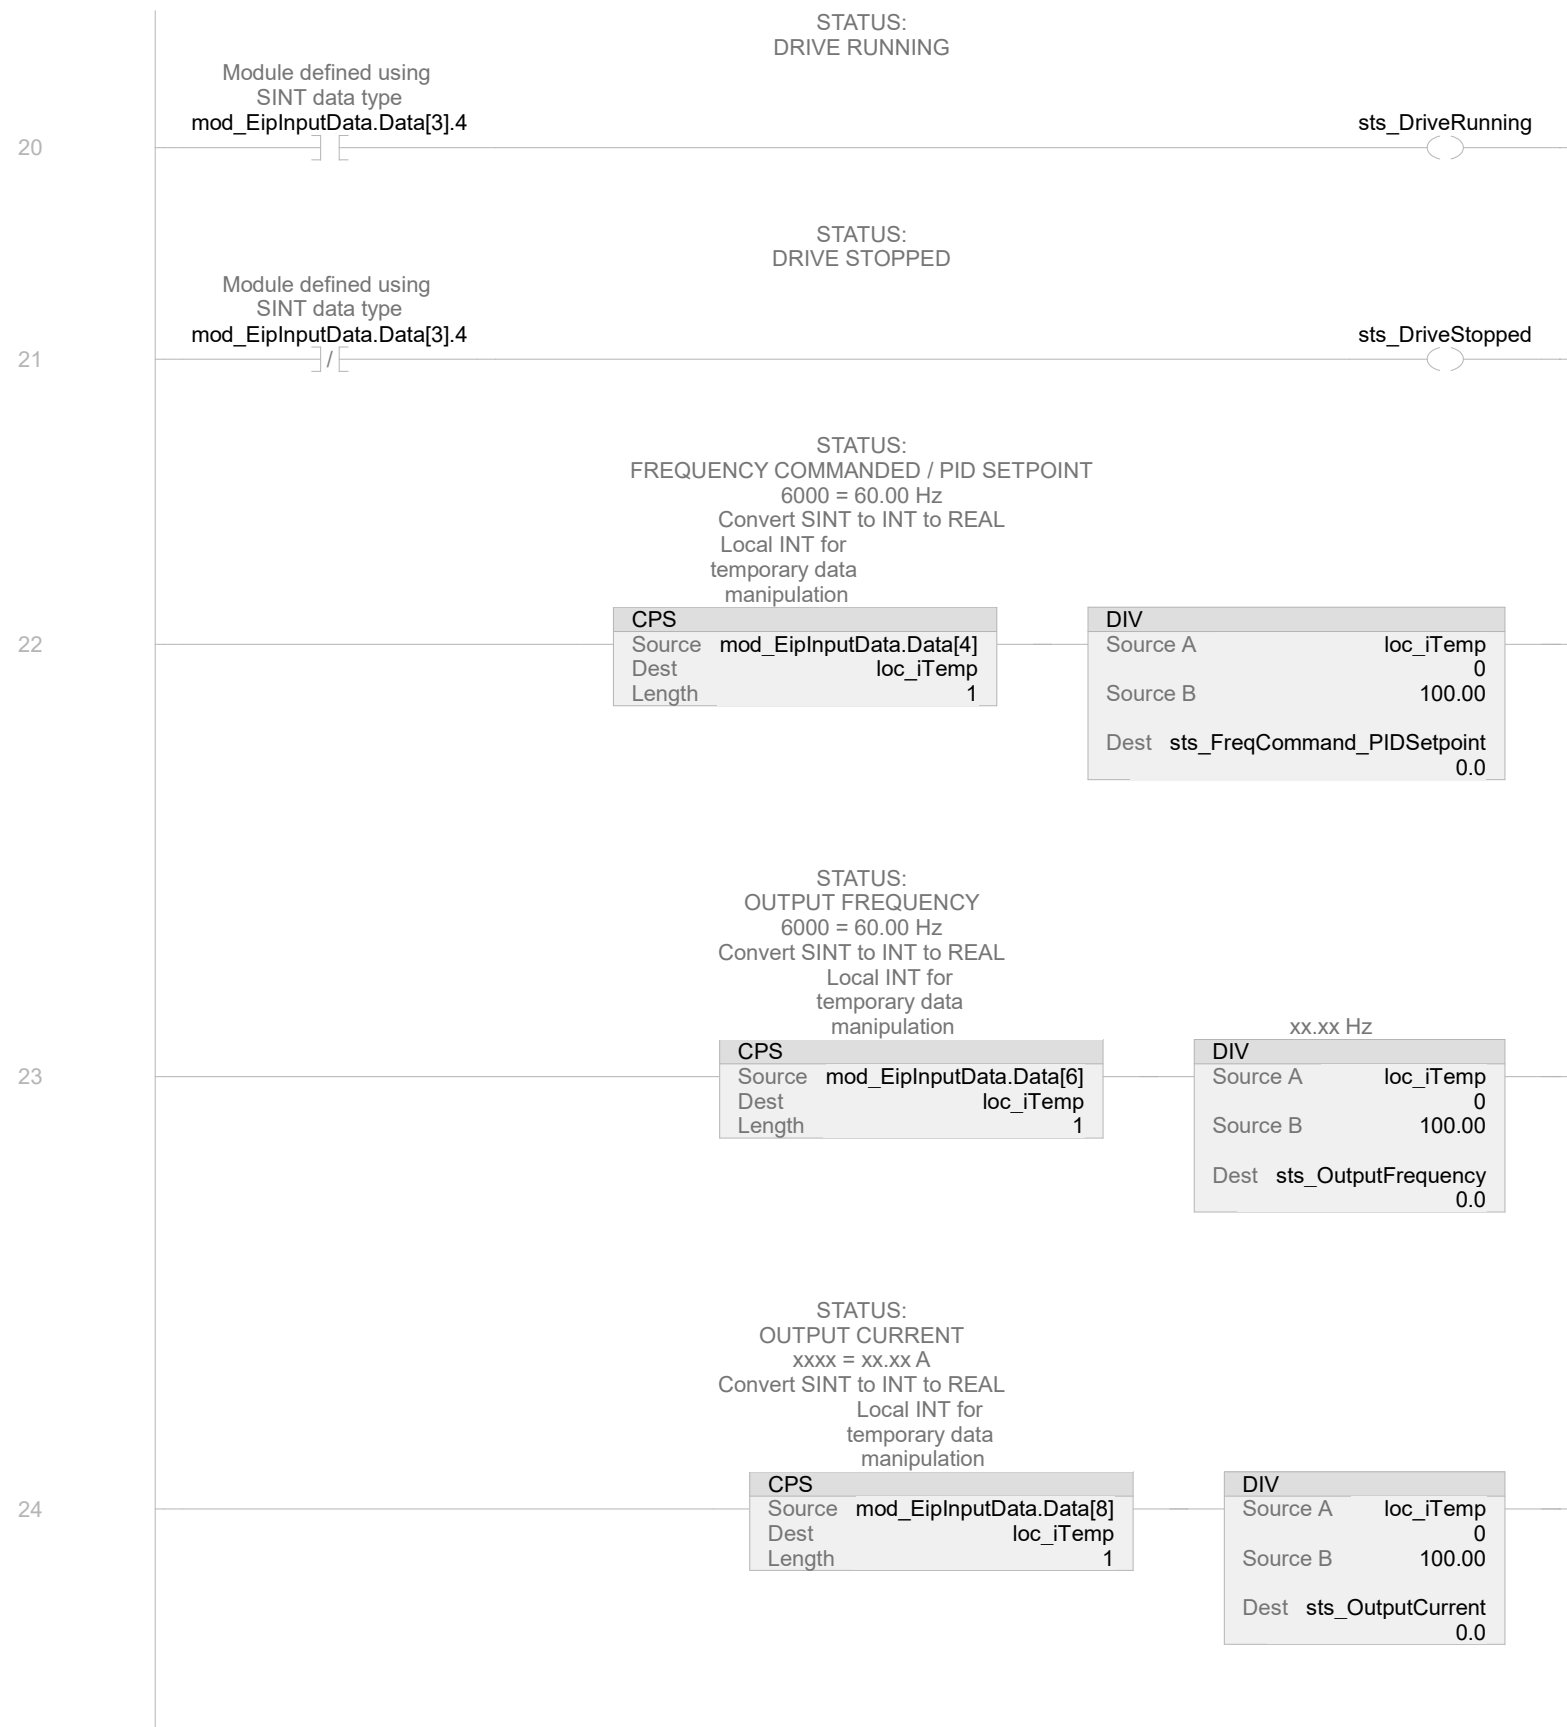 STATUS:
DRIVE RUNNING
Module defined using
SINT data type
mod_EipInputData.Data[3].4
sts_DriveRunning
20
STATUS:
DRIVE STOPPED
Module defined using
SINT data type
mod_EipInputData.Data[3].4
sts_DriveStopped
21
/
STATUS:
FREQUENCY COMMANDED / PID SETPOINT
6000 = 60.00 Hz
Convert SINT to INT to REAL
Local INT for
temporary data
manipulation
22
CPS
Source mod_EipInputData.Data[4]
Dest loc_iTemp
Length 1
DIV
Source A loc_iTemp
0
Source B 100.00
Dest sts_FreqCommand_PIDSetpoint
0.0
STATUS:
OUTPUT FREQUENCY
6000 = 60.00 Hz
Convert SINT to INT to REAL
Local INT for
temporary data
manipulation
23
CPS
Source mod_EipInputData.Data[6]
Dest loc_iTemp
Length 1
xx.xx Hz
DIV
Source A loc_iTemp
0
Source B 100.00
Dest sts_OutputFrequency
0.0
STATUS:
OUTPUT CURRENT
xxxx = xx.xx A
Convert SINT to INT to REAL
Local INT for
temporary data
manipulation
24
CPS
Source mod_EipInputData.Data[8]
Dest loc_iTemp
Length 1
DIV
Source A loc_iTemp
0
Source B 100.00
Dest sts_OutputCurrent
0.0